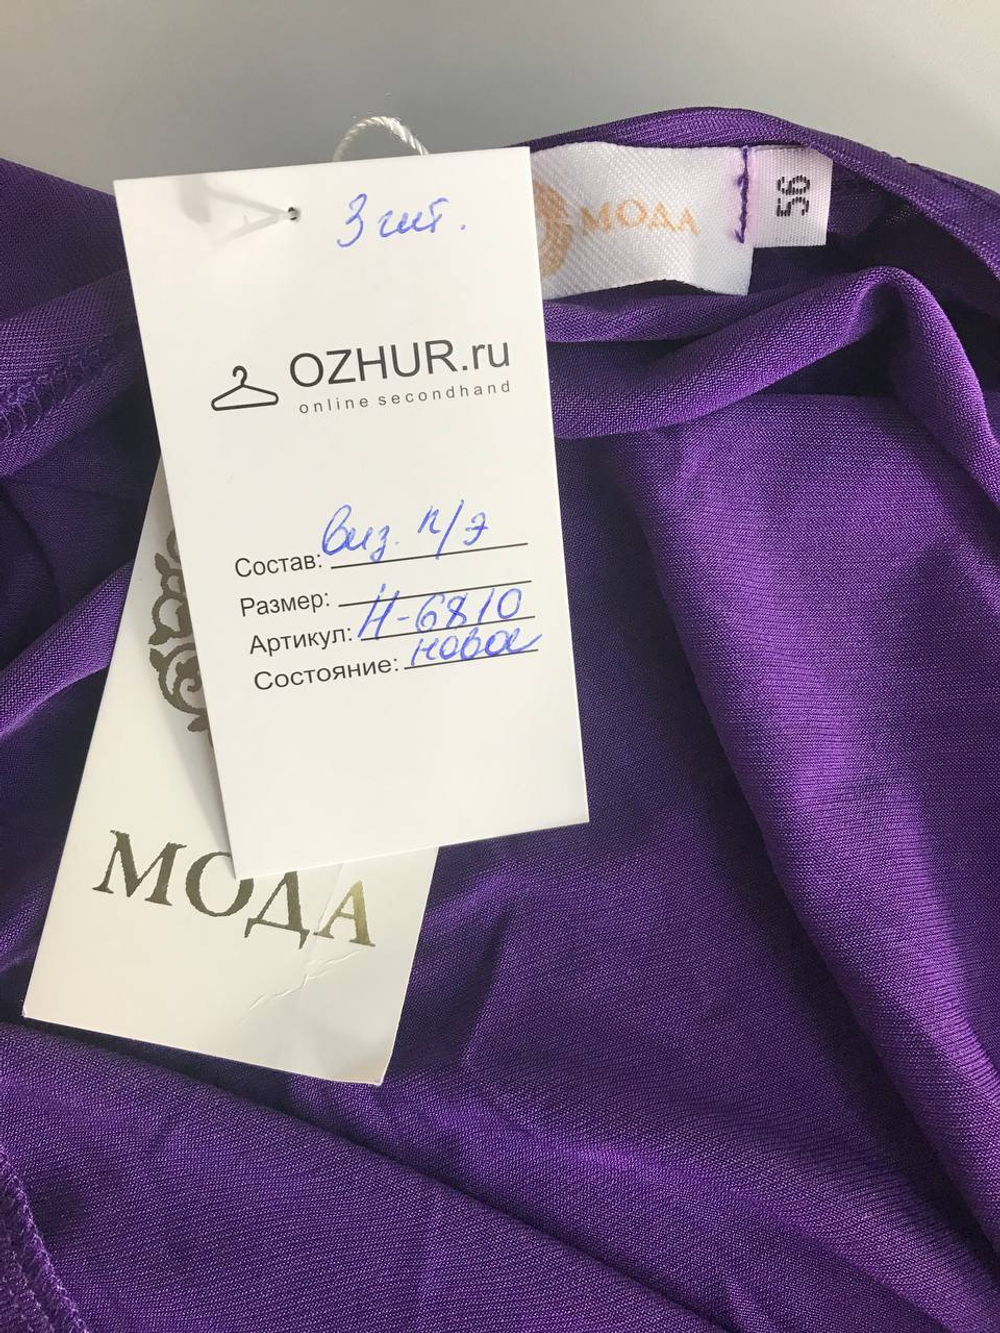 3 шт.
МОДА
56
OZHUR.ru
online secondhand
Состав: виз. п/э
Размер:
Артикул: Н-6810
Состояние: новое
МОДА